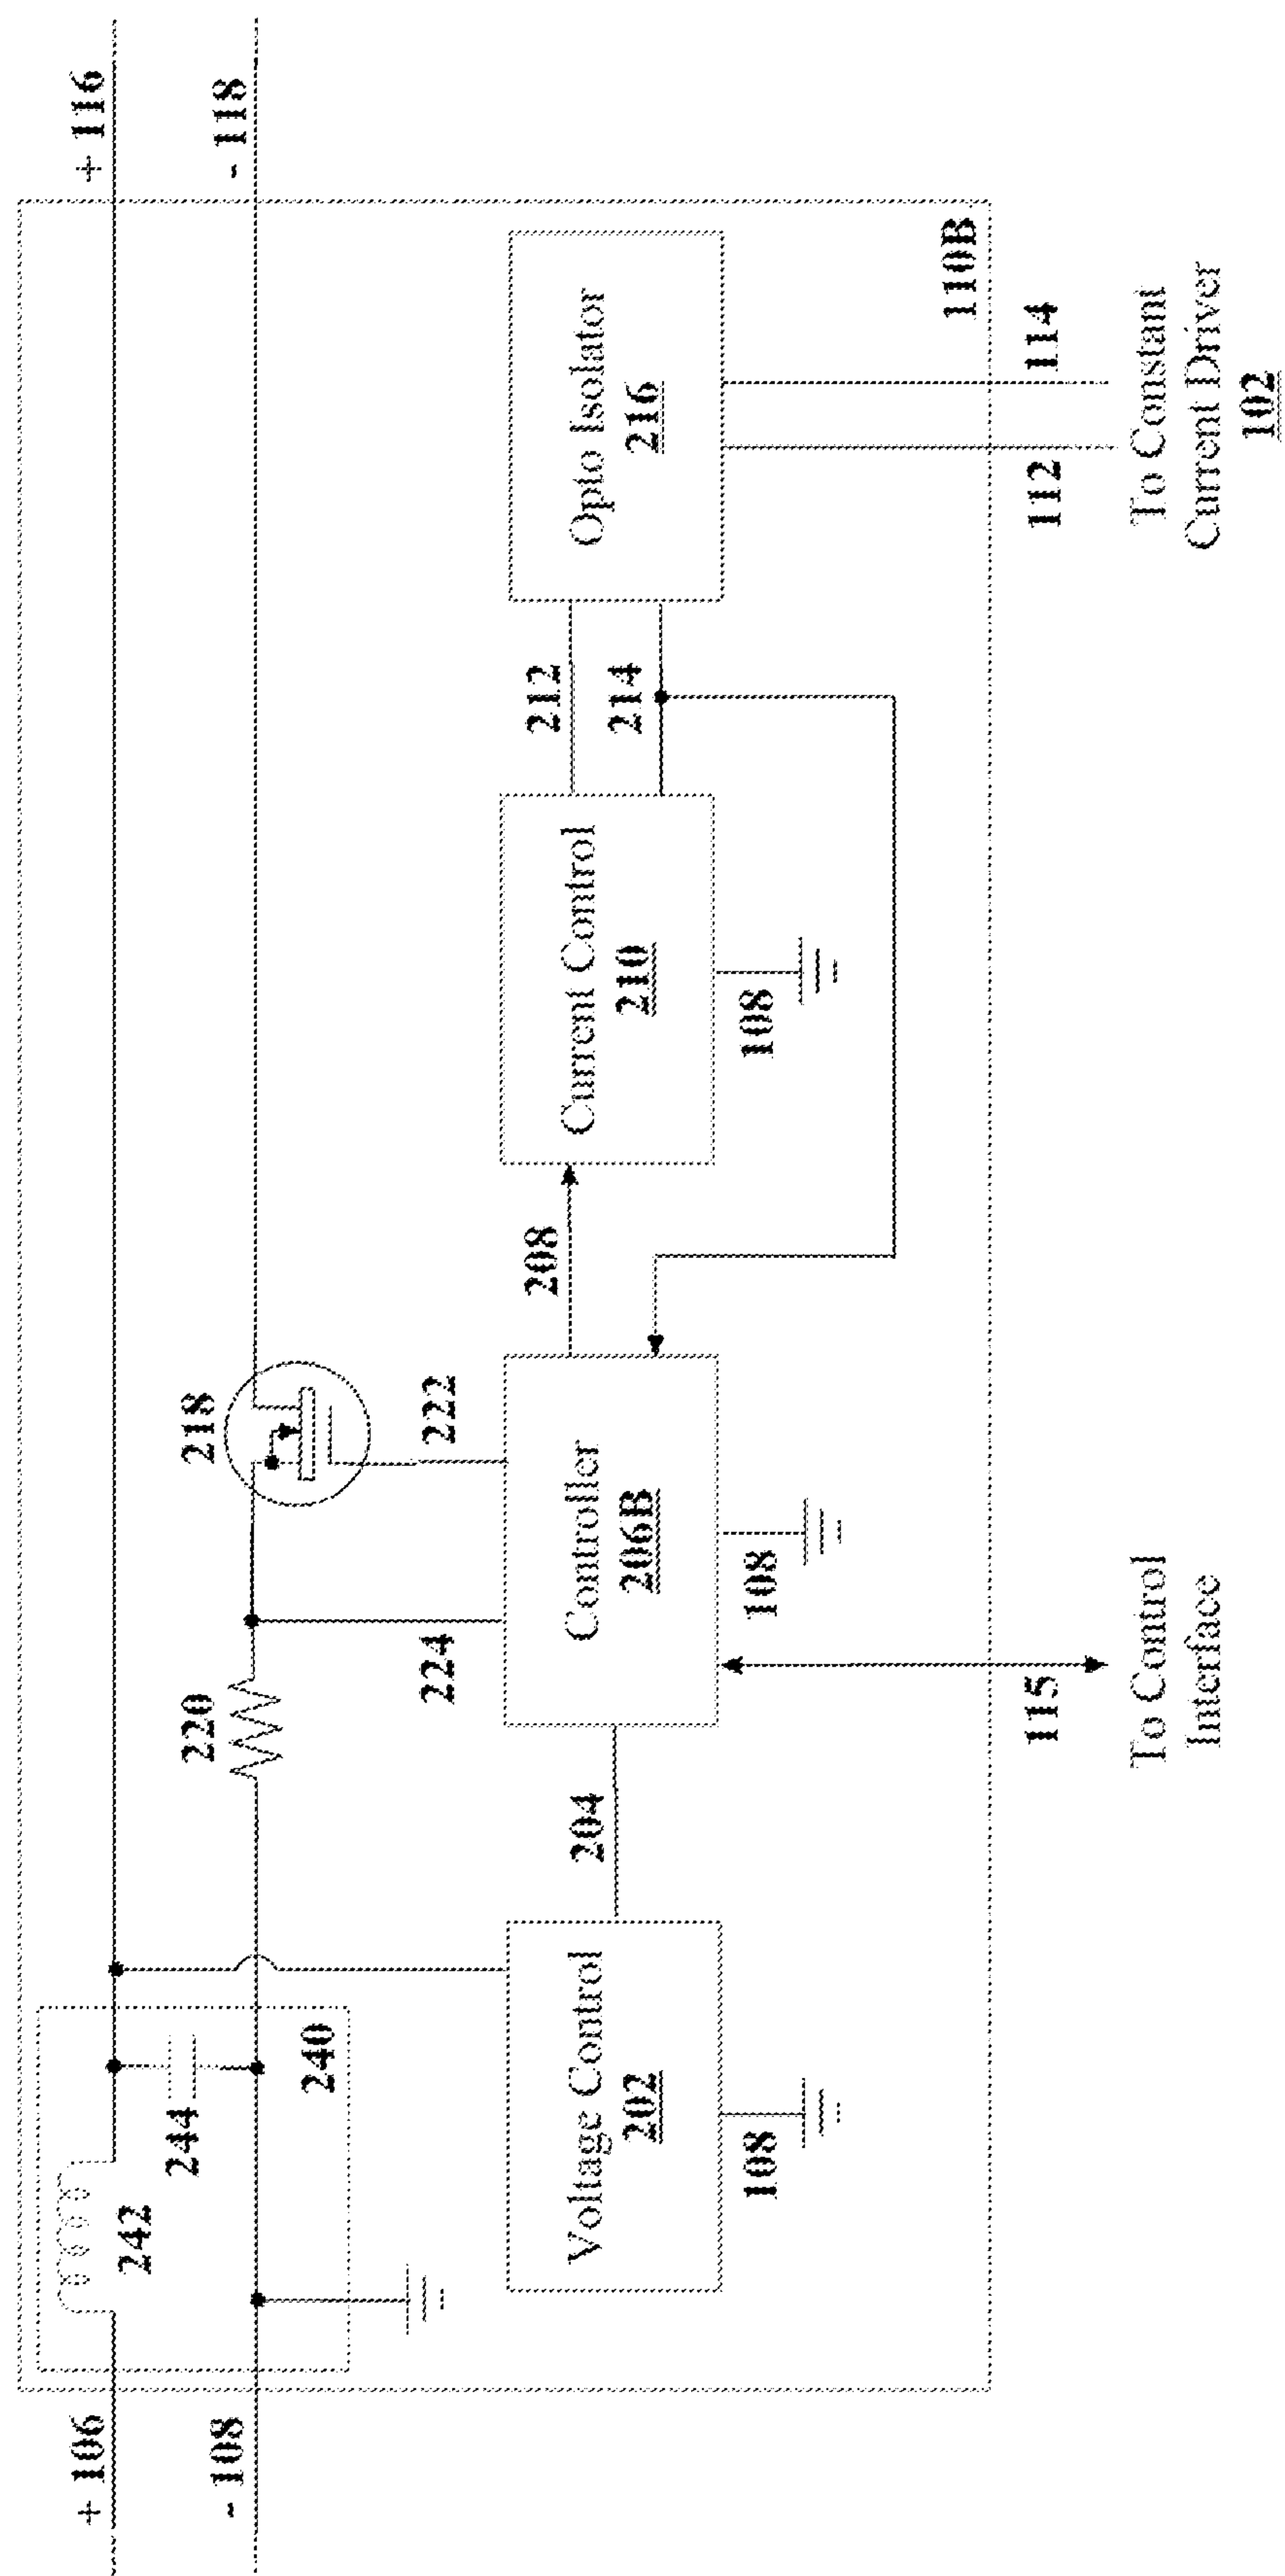 + 106
- 108
+ 116
- 118
242
244
240
220
218
224
222
Voltage Control
202
108
204
Controller
206B
108
208
Current Control
210
108
212
214
Opto Isolator
216
110B
115
To Control
Interface
112
114
To Constant
Current Driver
102